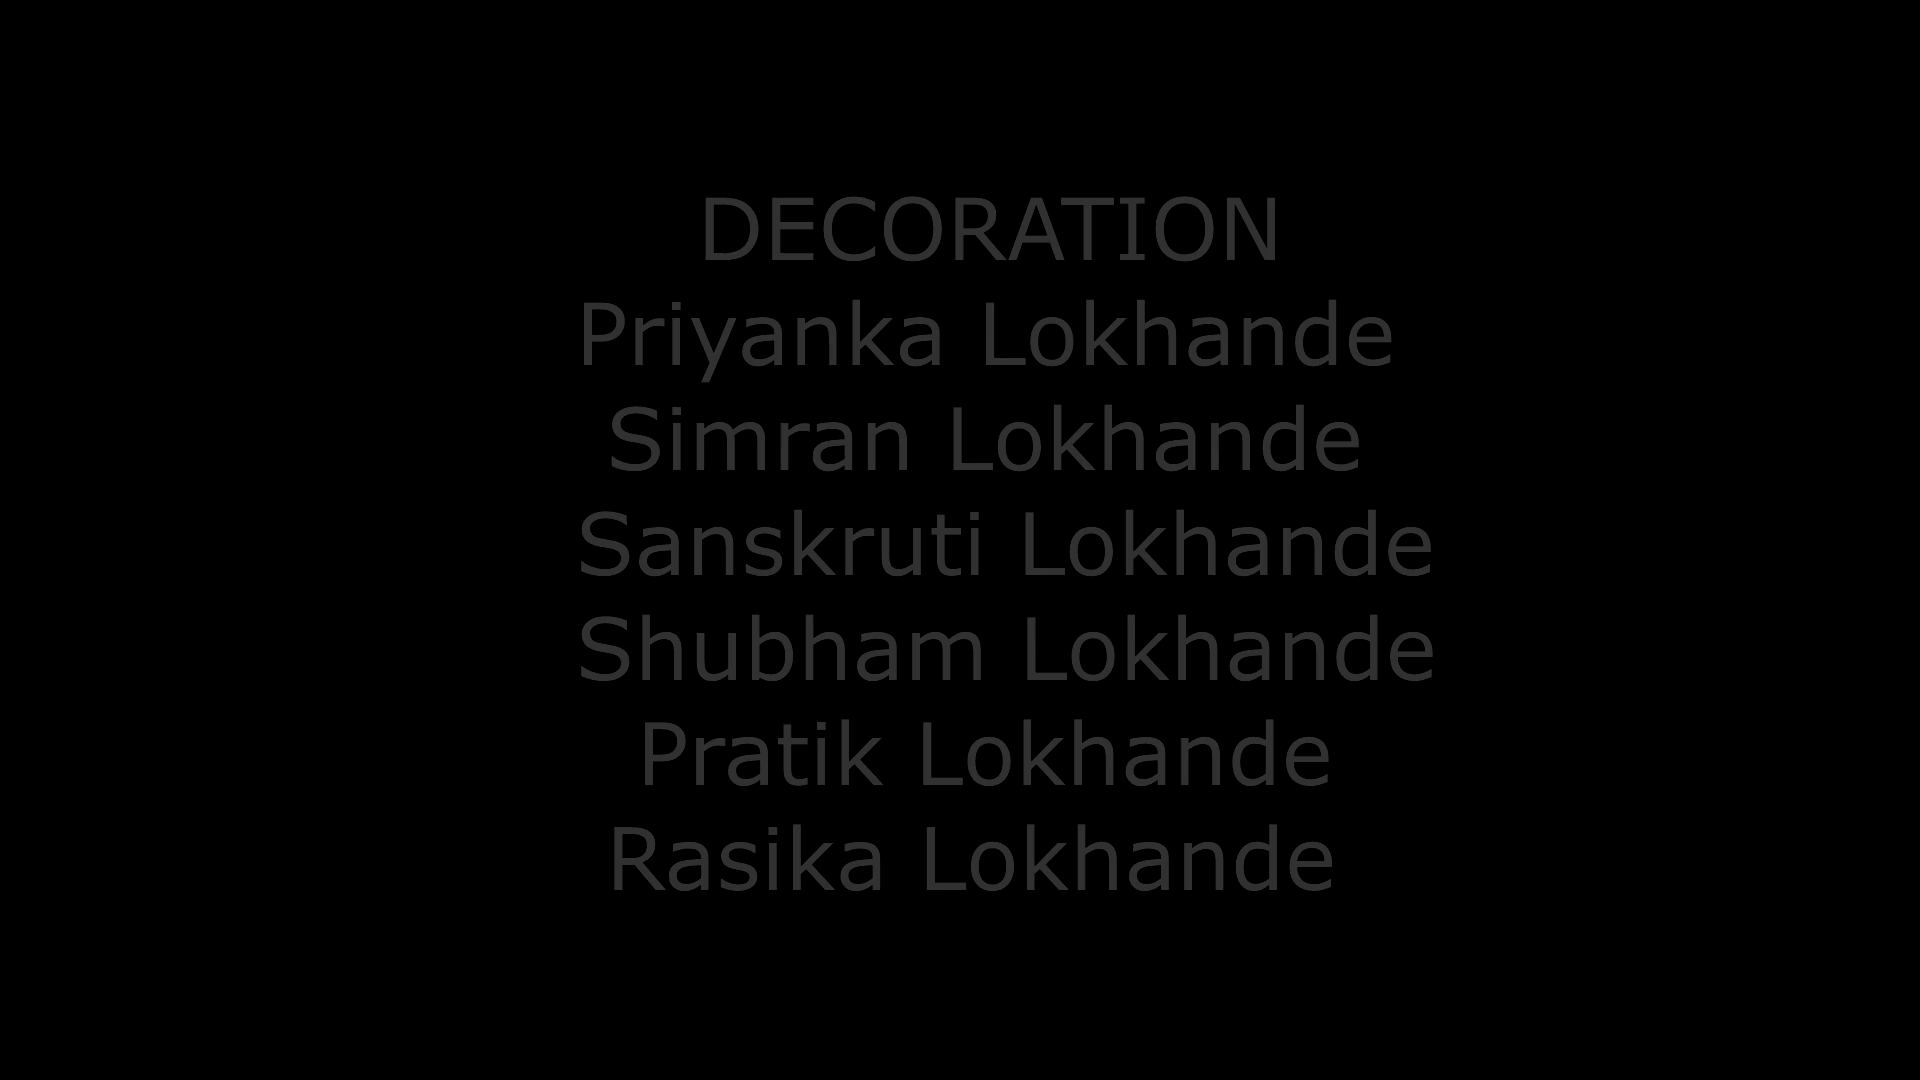 DECORATION
Priyanka Lokhande
Simran Lokhande
Sanskruti Lokhande
Shubham Lokhande
Pratik Lokhande
Rasika Lokhande